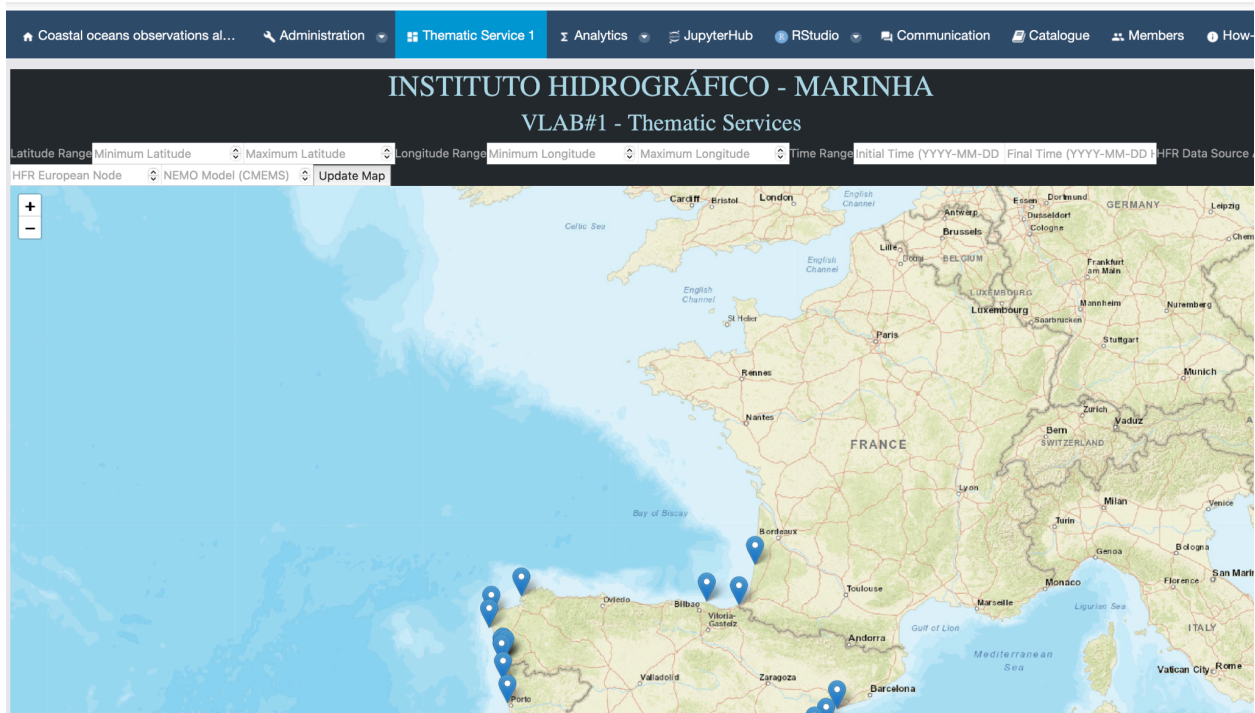 Coastal oceans observations al... Administration Thematic Service 1 Σ Analytics JupyterHub R RStudio Communication Catalogue Members How-
INSTITUTO HIDROGRÁFICO - MARINHA
VLAB#1 - Thematic Services
Latitude Range Minimum Latitude Maximum Latitude Longitude Range Minimum Longitude Maximum Longitude Time Range Initial Time (YYYY-MM-DD Final Time (YYYY-MM-DD HFR Data Source
HFR European Node NEMO Model (CMEMS) Update Map
+
−
Cardiff
Bristol
London
English
Channel
Essen
Dortmund
GERMANY
Leipzig
Antwerp
Dusseldorf
Celtic Sea
Brussels
Cologne
Chem
Lille
Douai
BELGIUM
English
Channel
Frankfurt
am Main
English
Channel
LUXEMBOURG
Luxembourg
Mannheim
Nuremberg
St Helier
Saarbrucken
Paris
Stuttgart
Rennes
Munich
Nantes
Zurich
Vaduz
Bern
SWITZERLAND
FRANCE
Lyon
Milan
Venice
Bay of Biscay
Turin
Bordeaux
Genoa
Bologna
Monaco
Florence
San Marin
Toulouse
Marseille
Ligurian Sea
Oviedo
Bilbao
Vitoria-
Gasteiz
Gulf of Lion
ITALY
Andorra
Mediterranean
Sea
Vatican City
Rome
Valladolid
Zaragoza
Barcelona
Porto